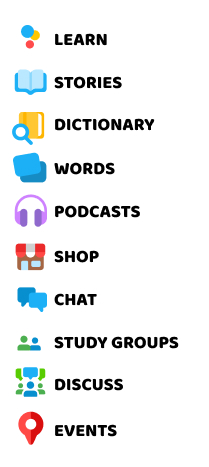 LEARN
STORIES
DICTIONARY
WORDS
PODCASTS
SHOP
CHAT
STUDY GROUPS
DISCUSS
EVENTS